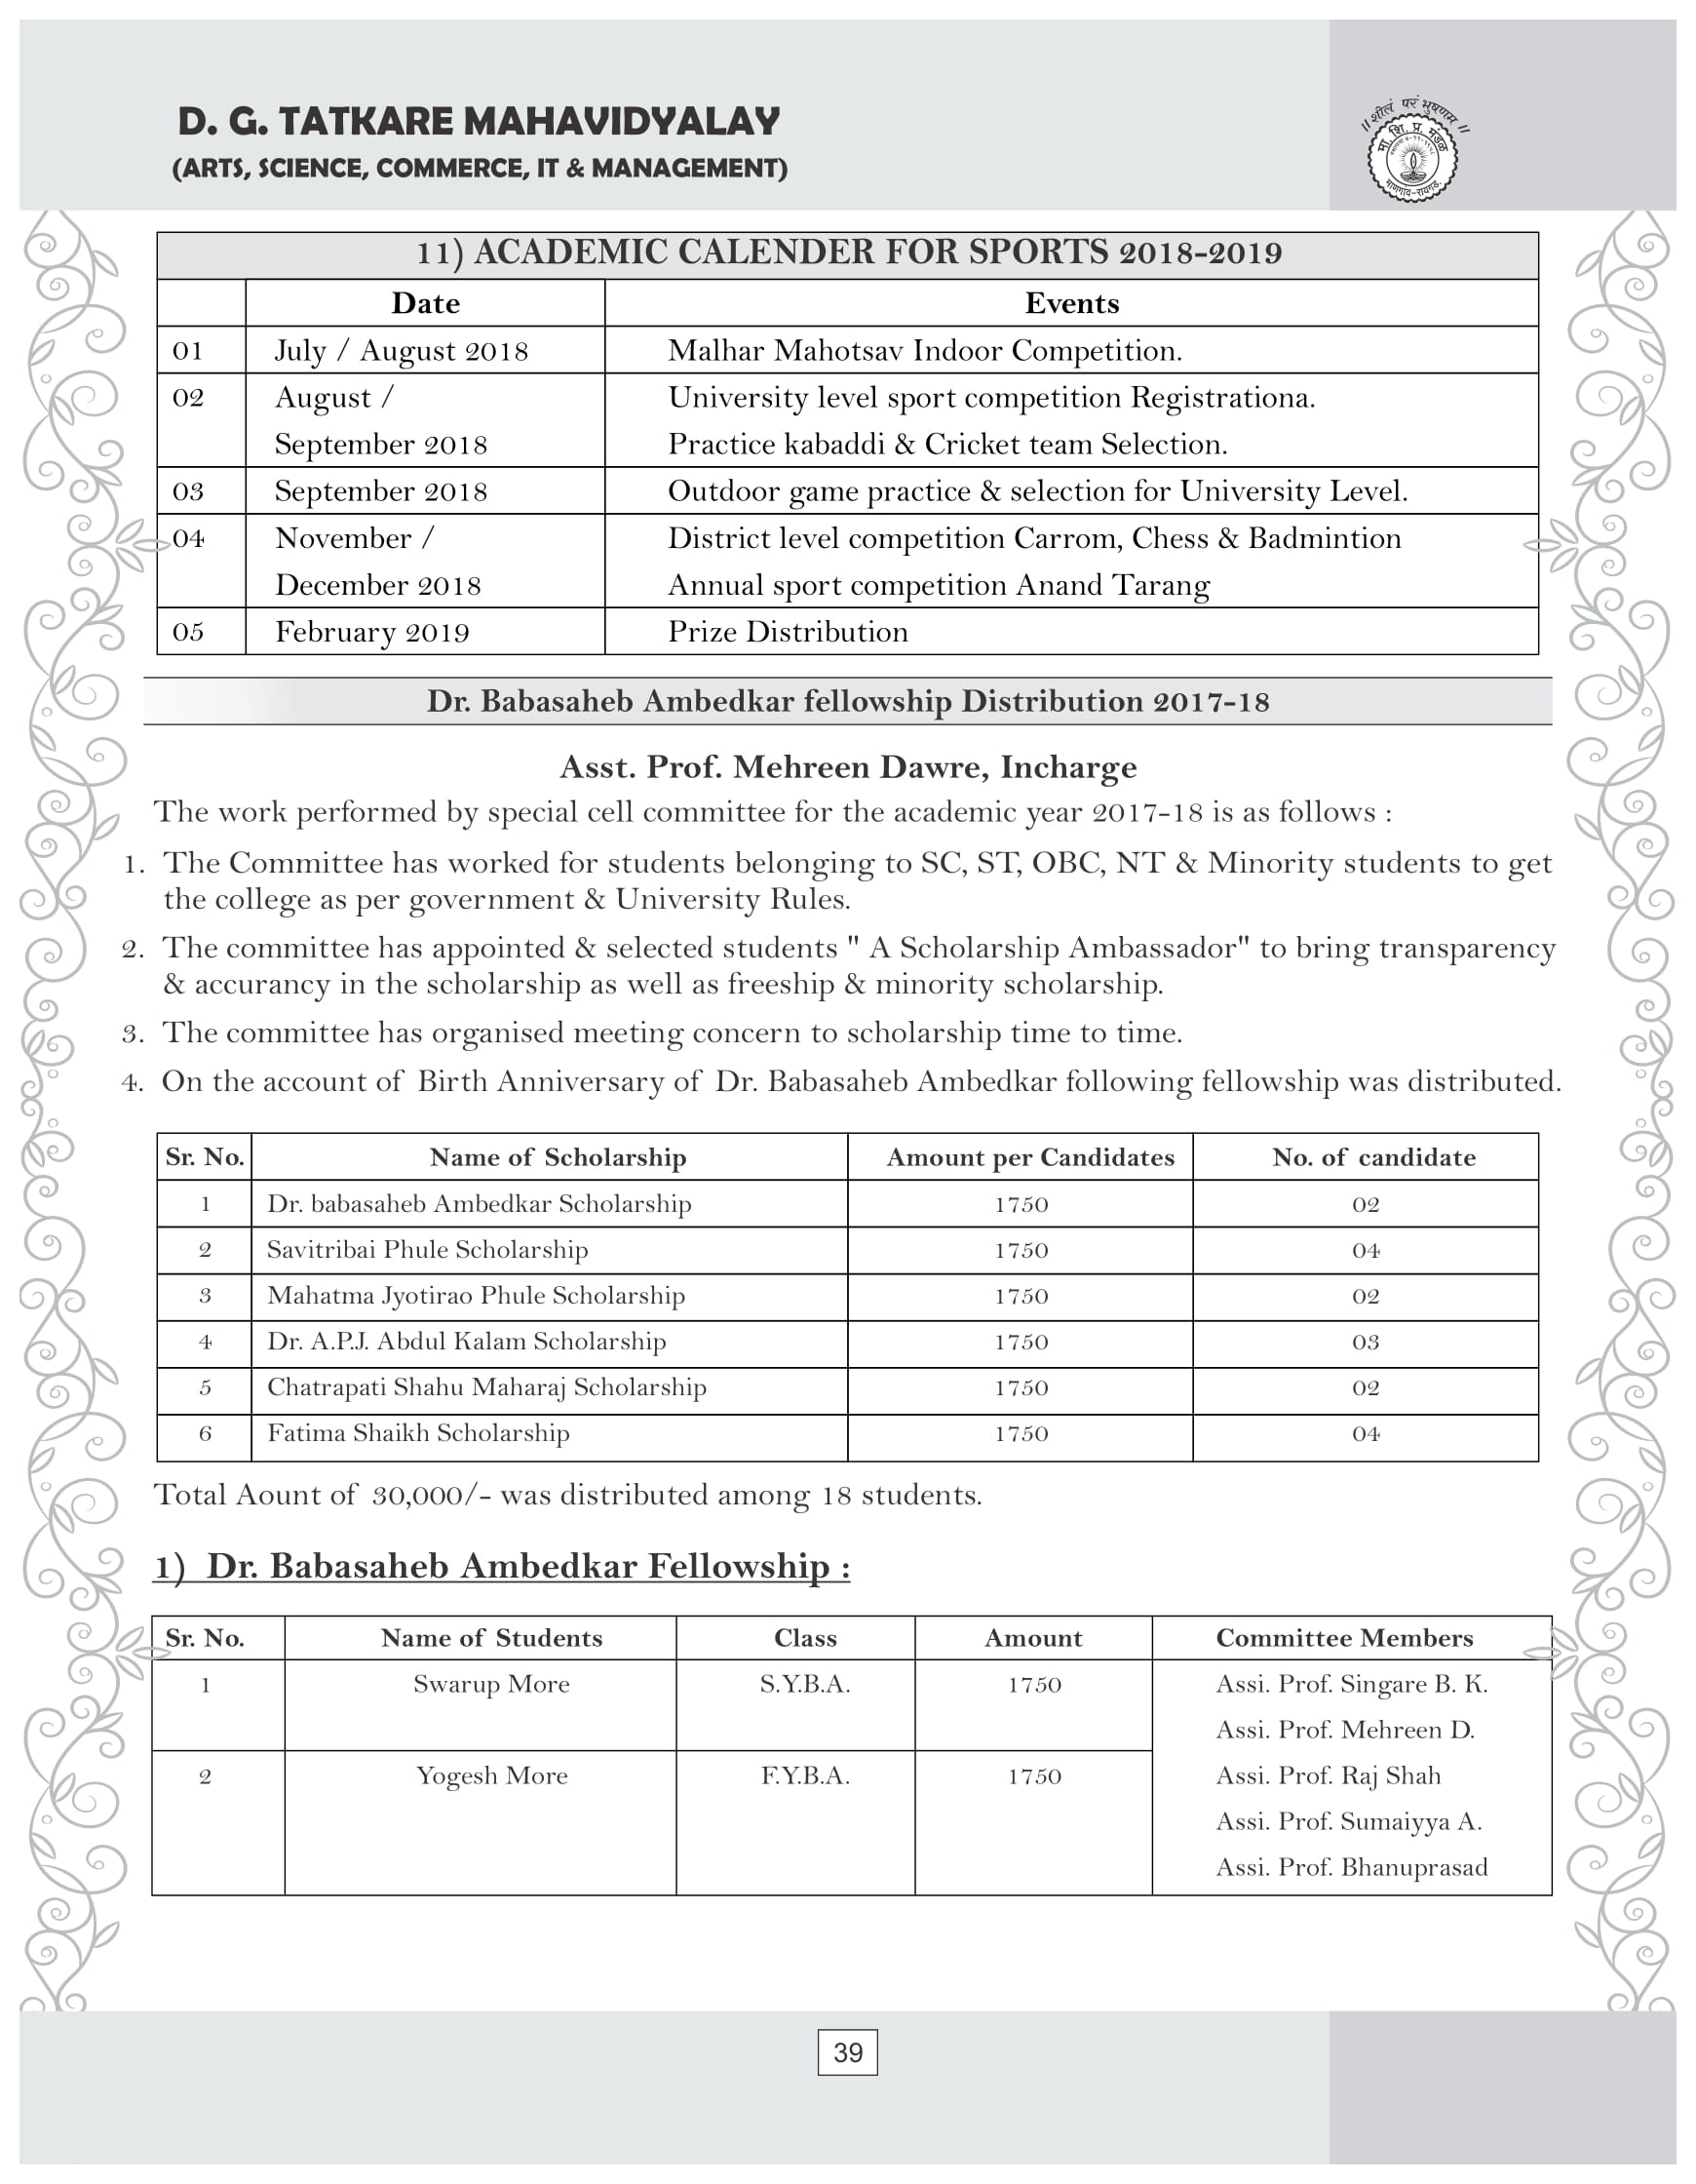 D. G. TATKARE MAHAVIDYALAY
(ARTS, SCIENCE, COMMERCE, IT & MANAGEMENT)
॥ शीलं परं भुषणम ॥
मा. शि. प्र. मंडळ
माणगांव-रायगड.
11) ACADEMIC CALENDER FOR SPORTS 2018-2019
Date Events
01 July / August 2018 Malhar Mahotsav Indoor Competition.
02 August / University level sport competition Registrationa.
September 2018 Practice kabaddi & Cricket team Selection.
03 September 2018 Outdoor game practice & selection for University Level.
04 November / District level competition Carrom, Chess & Badmintion
December 2018 Annual sport competition Anand Tarang
05 February 2019 Prize Distribution
Dr. Babasaheb Ambedkar fellowship Distribution 2017-18
Asst. Prof. Mehreen Dawre, Incharge
The work performed by special cell committee for the academic year 2017-18 is as follows :
1. The Committee has worked for students belonging to SC, ST, OBC, NT & Minority students to get
the college as per government & University Rules.
2. The committee has appointed & selected students " A Scholarship Ambassador" to bring transparency
& accurancy in the scholarship as well as freeship & minority scholarship.
3. The committee has organised meeting concern to scholarship time to time.
4. On the account of Birth Anniversary of Dr. Babasaheb Ambedkar following fellowship was distributed.
Sr. No. Name of Scholarship Amount per Candidates No. of candidate
1 Dr. babasaheb Ambedkar Scholarship 1750 02
2 Savitribai Phule Scholarship 1750 04
3 Mahatma Jyotirao Phule Scholarship 1750 02
4 Dr. A.P.J. Abdul Kalam Scholarship 1750 03
5 Chatrapati Shahu Maharaj Scholarship 1750 02
6 Fatima Shaikh Scholarship 1750 04
Total Aount of 30,000/- was distributed among 18 students.
1) Dr. Babasaheb Ambedkar Fellowship :
Sr. No. Name of Students Class Amount Committee Members
1 Swarup More S.Y.B.A. 1750 Assi. Prof. Singare B. K.
Assi. Prof. Mehreen D.
2 Yogesh More F.Y.B.A. 1750 Assi. Prof. Raj Shah
Assi. Prof. Sumaiyya A.
Assi. Prof. Bhanuprasad
39